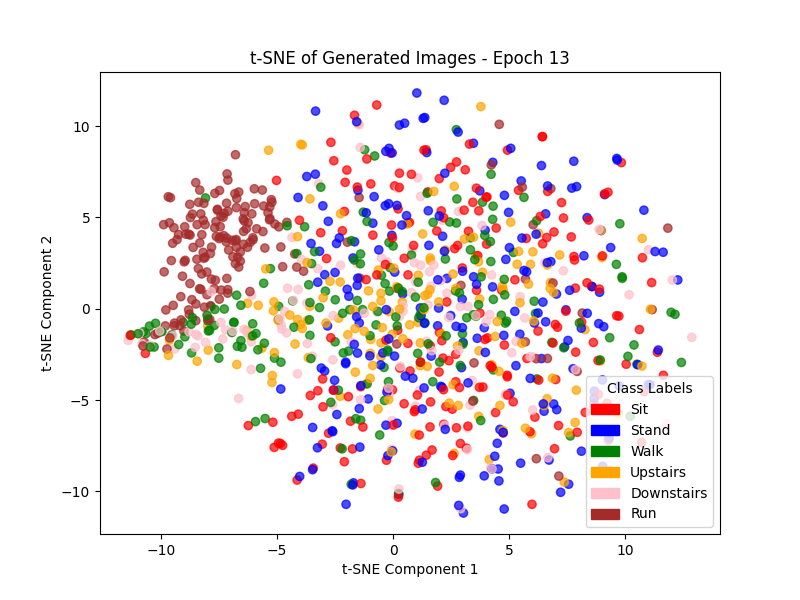 t-SNE of Generated Images - Epoch 13
t-SNE Component 2
10
5
0
−5
−10
−10
−5
0
5
10
t-SNE Component 1
Class Labels
Sit
Stand
Walk
Upstairs
Downstairs
Run